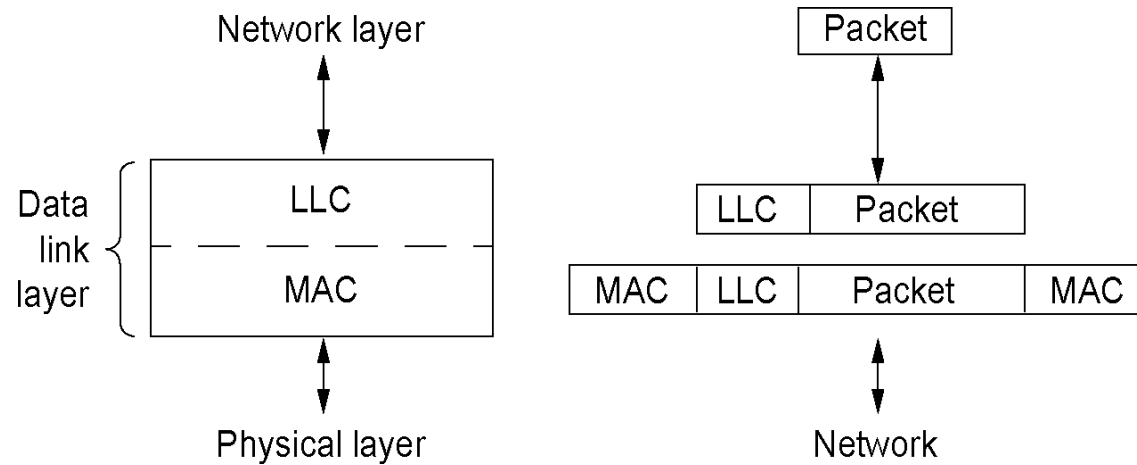 Network layer
Packet
LLC
Data
link
layer
MAC
LLC Packet
MAC LLC Packet MAC
Physical layer
Network